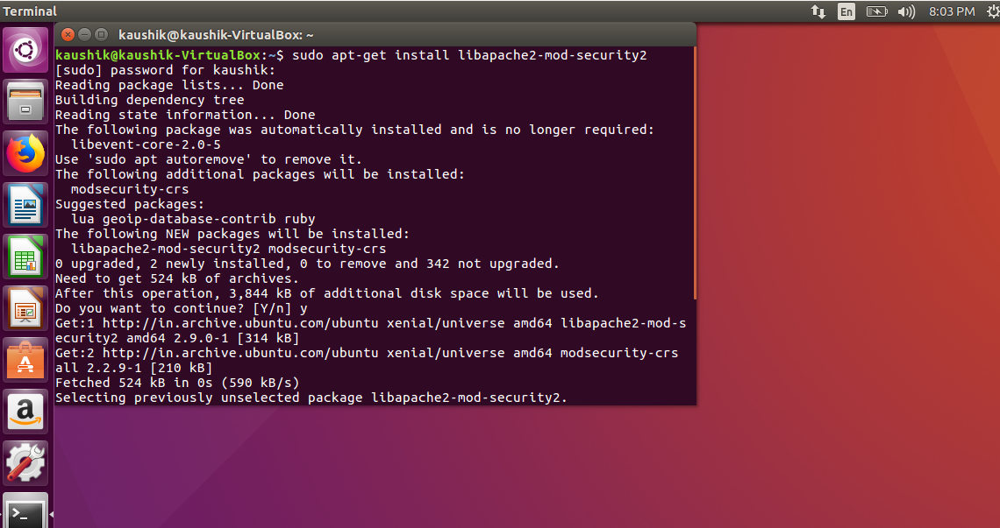 Terminal
En
8:03 PM
kaushik@kaushik-VirtualBox: ~
kaushik@kaushik-VirtualBox:~$ sudo apt-get install libapache2-mod-security2
[sudo] password for kaushik:
Reading package lists... Done
Building dependency tree
Reading state information... Done
The following package was automatically installed and is no longer required:
  libevent-core-2.0-5
Use 'sudo apt autoremove' to remove it.
The following additional packages will be installed:
  modsecurity-crs
Suggested packages:
  lua geoip-database-contrib ruby
The following NEW packages will be installed:
  libapache2-mod-security2 modsecurity-crs
0 upgraded, 2 newly installed, 0 to remove and 342 not upgraded.
Need to get 524 kB of archives.
After this operation, 3,844 kB of additional disk space will be used.
Do you want to continue? [Y/n] y
Get:1 http://in.archive.ubuntu.com/ubuntu xenial/universe amd64 libapache2-mod-s
ecurity2 amd64 2.9.0-1 [314 kB]
Get:2 http://in.archive.ubuntu.com/ubuntu xenial/universe amd64 modsecurity-crs
all 2.2.9-1 [210 kB]
Fetched 524 kB in 0s (590 kB/s)
Selecting previously unselected package libapache2-mod-security2.
A
a
>_